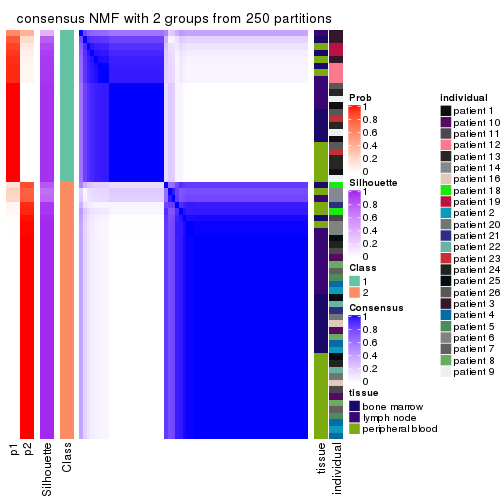 consensus NMF with 2 groups from 250 partitions
p1
p2
Silhouette
Class
tissue
individual
Prob
1
0.8
0.6
0.4
0.2
0
Silhouette
1
0.8
0.6
0.4
0.2
0
Class
1
2
Consensus
1
0.8
0.6
0.4
0.2
0
tissue
bone marrow
lymph node
peripheral blood
individual
patient 1
patient 10
patient 11
patient 12
patient 13
patient 14
patient 16
patient 18
patient 19
patient 2
patient 20
patient 21
patient 22
patient 23
patient 24
patient 25
patient 26
patient 3
patient 4
patient 5
patient 6
patient 7
patient 8
patient 9